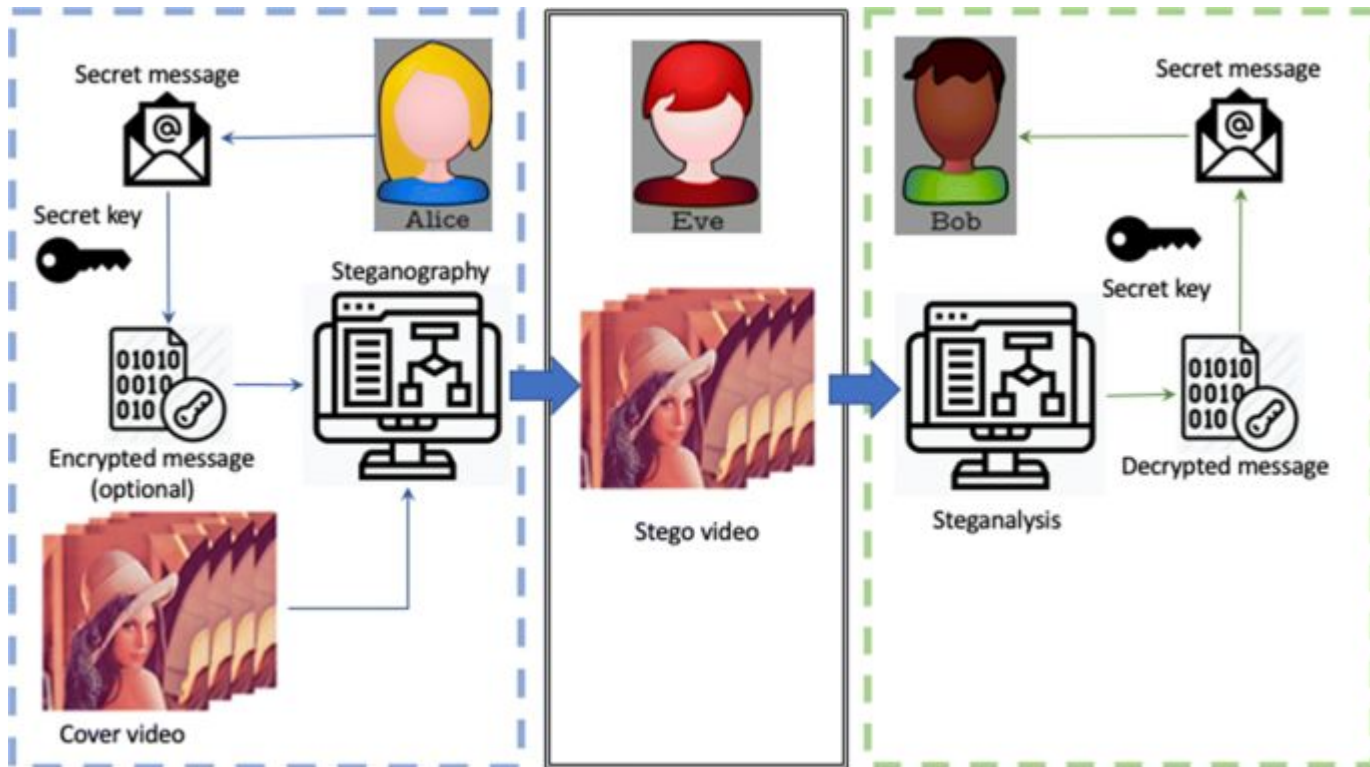 Secret message
Alice
Secret key
Steganography
01010
0010
010
Encrypted message
(optional)
Cover video
Eve
Stego video
Bob
Secret message
@
Secret key
01010
0010
010
Decrypted message
Steganalysis
@